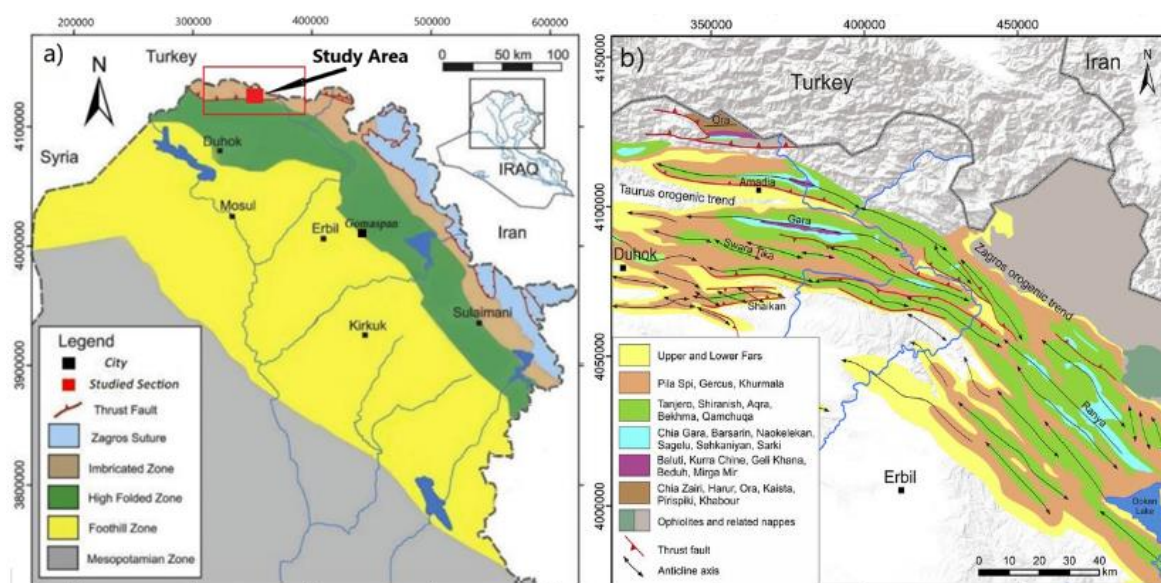 200000 300000 400000 500000 600000
a)
Turkey
0 50 km 100
Study Area
N
4100000
Syria
Duhok
IRAQ
Mosul
Erbil
Gomaspan
Iran
4000000
Kirkuk
Sulaimani
3900000
3800000
Legend
City
Studied Section
Thrust Fault
Zagros Suture
Imbricated Zone
High Folded Zone
Foothill Zone
Mesopotamian Zone
350000 400000 450000
b)
4150000
Turkey
Iran
N
Ora
Amadia
Taurus orogenic trend
4100000
Gara
Duhok
Swara Tika
Zagros orogenic trend
Shaikan
4050000
Ranya
Erbil
4000000
Dokan
Lake
Upper and Lower Fars
Pila Spi, Gercus, Khurmala
Tanjero, Shiranish, Aqra,
Bekhma, Qamchuqa
Chia Gara, Barsarin, Naokelekan,
Sagelu, Sehkaniyan, Sarki
Baluti, Kurra Chine, Geli Khana,
Beduh, Mirga Mir
Chia Zairi, Harur, Ora, Kaista,
Pirispiki, Khabour
Ophiolites and related nappes
Thrust fault
Anticline axis
0 10 20 30 40
km